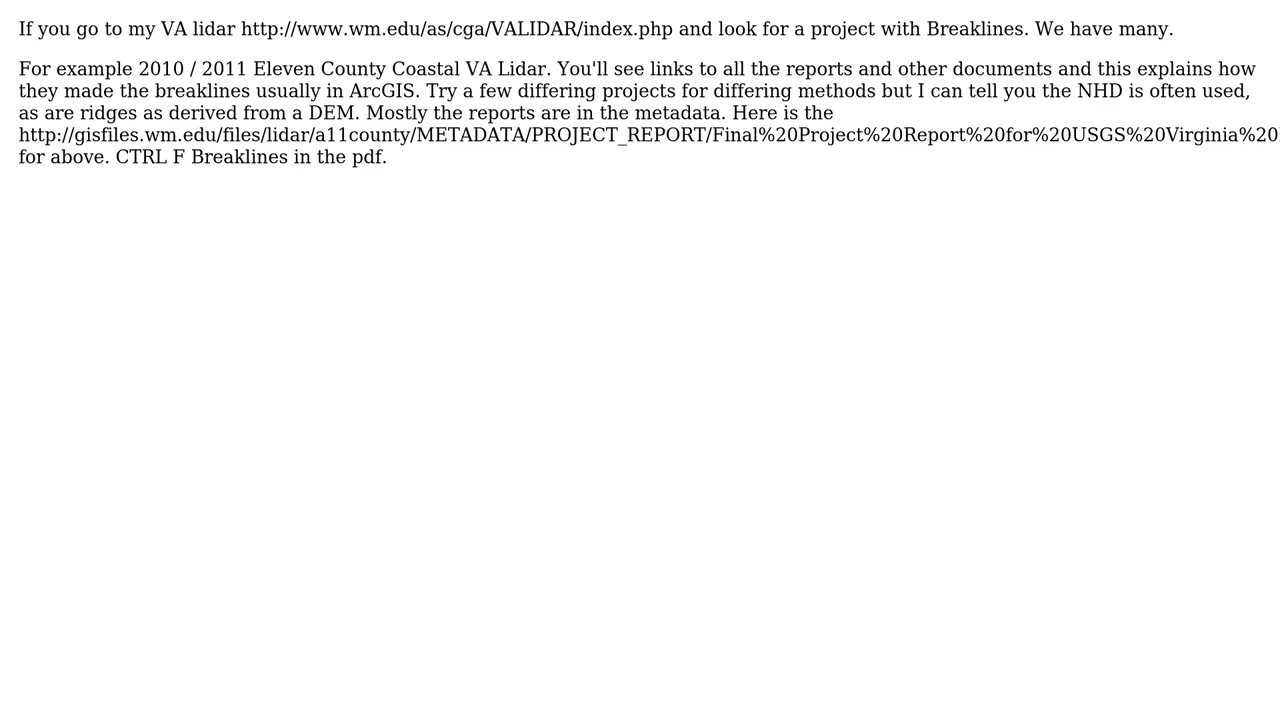 If you go to my VA lidar http://www.wm.edu/as/cga/VALIDAR/index.php and look for a project with Breaklines. We have many.
For example 2010 / 2011 Eleven County Coastal VA Lidar. You'll see links to all the reports and other documents and this explains how
they made the breaklines usually in ArcGIS. Try a few differing projects for differing methods but I can tell you the NHD is often used,
as are ridges as derived from a DEM. Mostly the reports are in the metadata. Here is the
http://gisfiles.wm.edu/files/lidar/a11county/METADATA/PROJECT_REPORT/Final%20Project%20Report%20for%20USGS%20Virginia%20
for above. CTRL F Breaklines in the pdf.